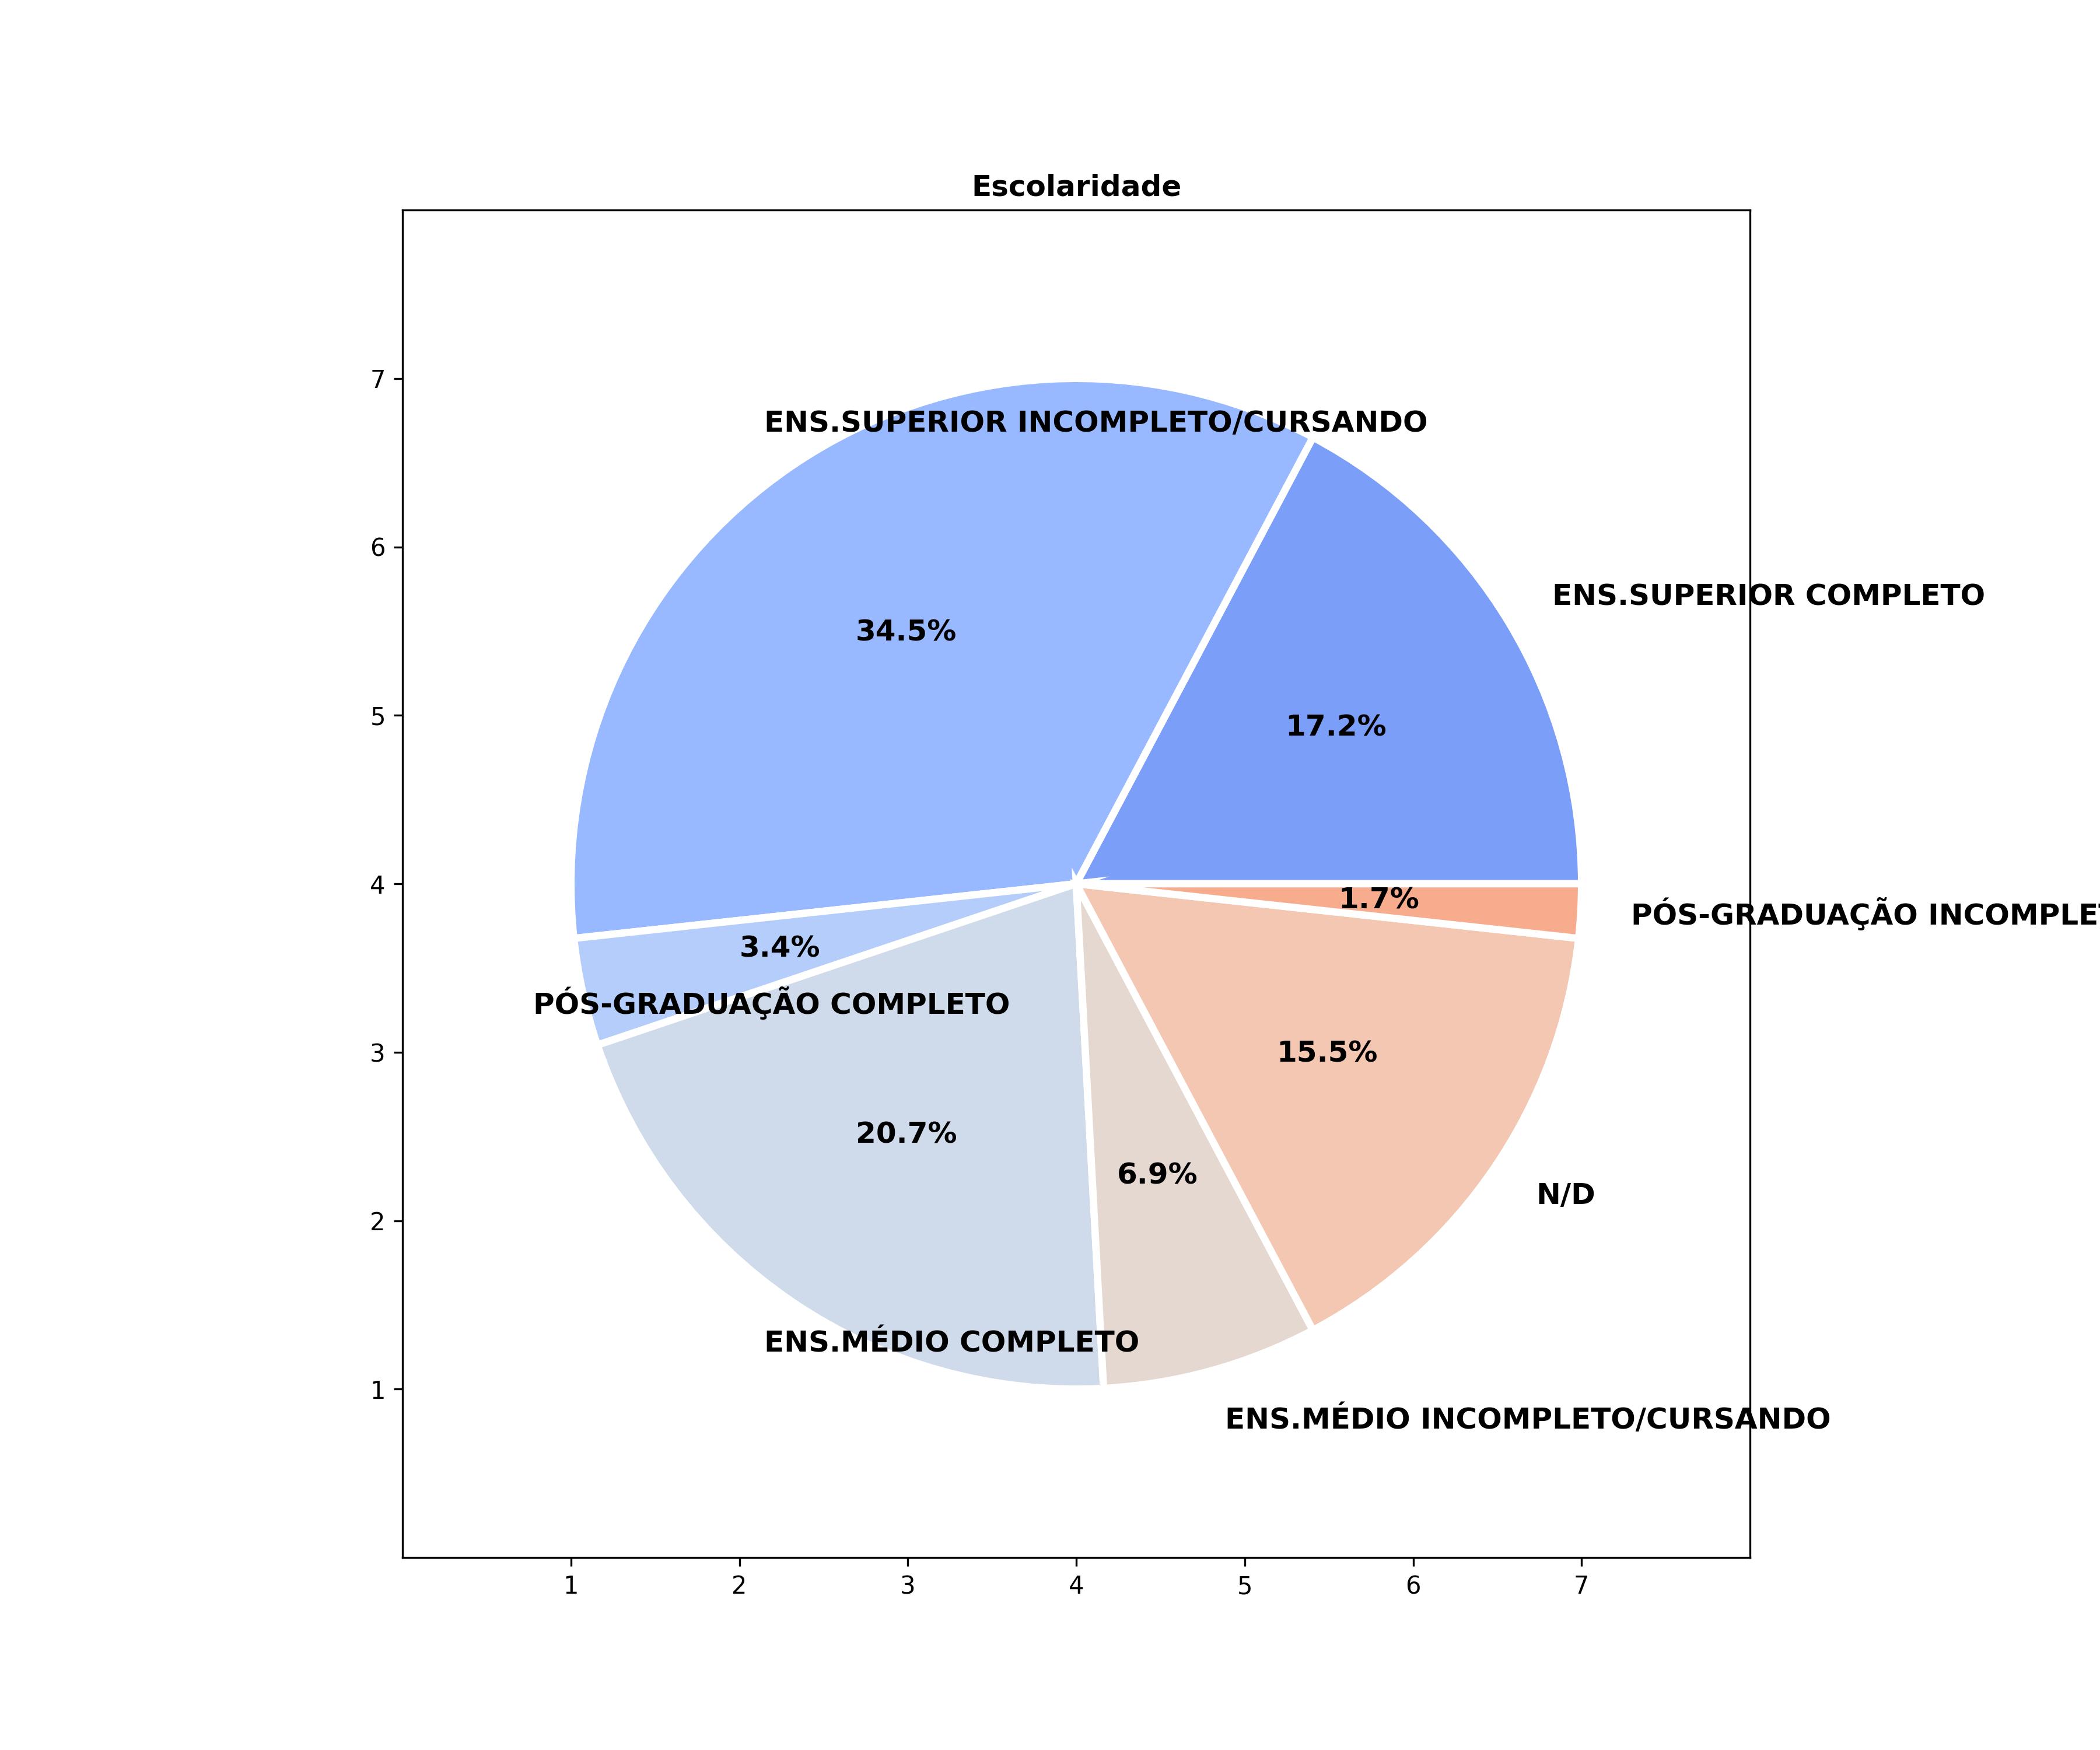 Escolaridade
7
ENS.SUPERIOR INCOMPLETO/CURSANDO
6
ENS.SUPERIOR COMPLETO
34.5%
5
17.2%
4
1.7%
PÓS-GRADUAÇÃO
3.4%
PÓS-GRADUAÇÃO COMPLETO
3
15.5%
20.7%
6.9%
N/D
2
ENS.MÉDIO COMPLETO
1
ENS.MÉDIO INCOMPLETO/CURSANDO
1 2 3 4 5 6 7